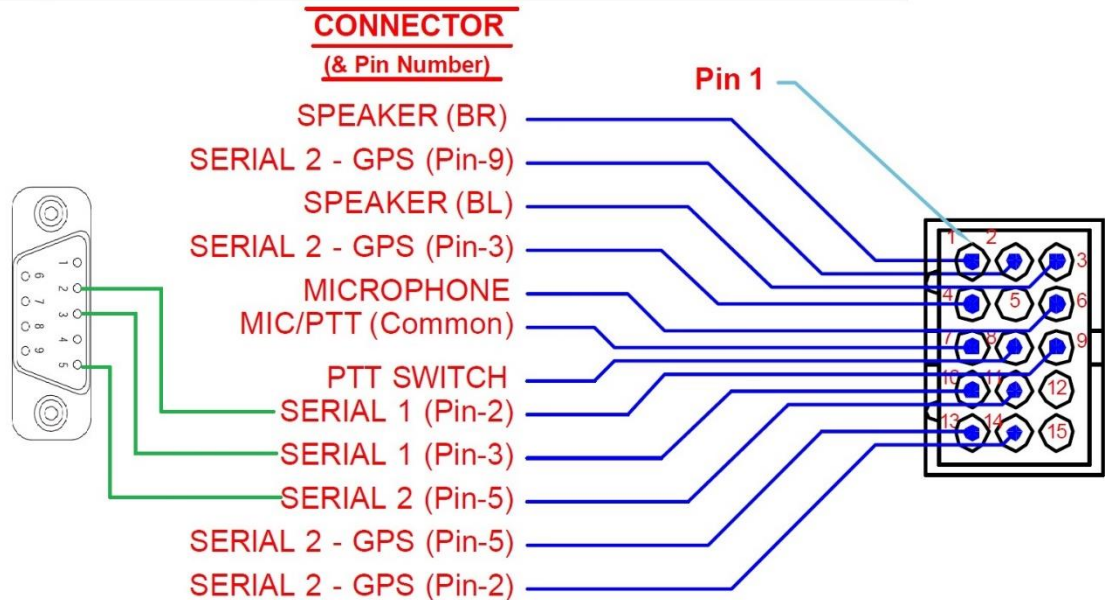 CONNECTOR
(& Pin Number)
Pin 1
SPEAKER (BR)
SERIAL 2 - GPS (Pin-9)
SPEAKER (BL)
SERIAL 2 - GPS (Pin-3)
MICROPHONE
MIC/PTT (Common)
PTT SWITCH
SERIAL 1 (Pin-2)
SERIAL 1 (Pin-3)
SERIAL 2 (Pin-5)
SERIAL 2 - GPS (Pin-5)
SERIAL 2 - GPS (Pin-2)
1
6
2
7
3
8
4
9
5
1 2 3
4 5 6
7 8 9
10 11 12
13 14 15